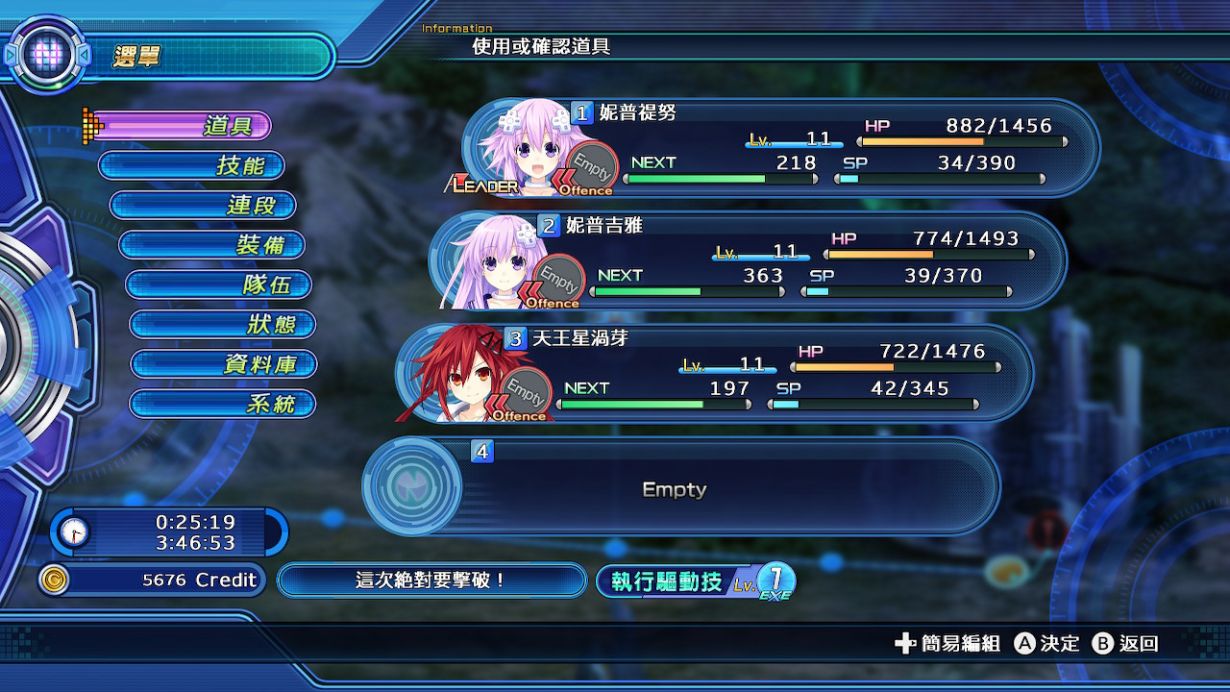 Information
使用或確認道具
選單
道具
技能
連段
裝備
隊伍
狀態
資料庫
系統
1 妮普禔努
Lv. 11
HP 882/1456
NEXT 218
SP 34/390
Empty
LEADER
Offence
2 妮普吉雅
Lv. 11
HP 774/1493
NEXT 363
SP 39/370
Empty
Offence
3 天王星渦芽
Lv. 11
HP 722/1476
NEXT 197
SP 42/345
Empty
Offence
4
Empty
0:25:19
3:46:53
5676 Credit
這次絕對要擊破！
執行驅動技 Lv. 7
EXE
簡易編組 A 決定 B 返回